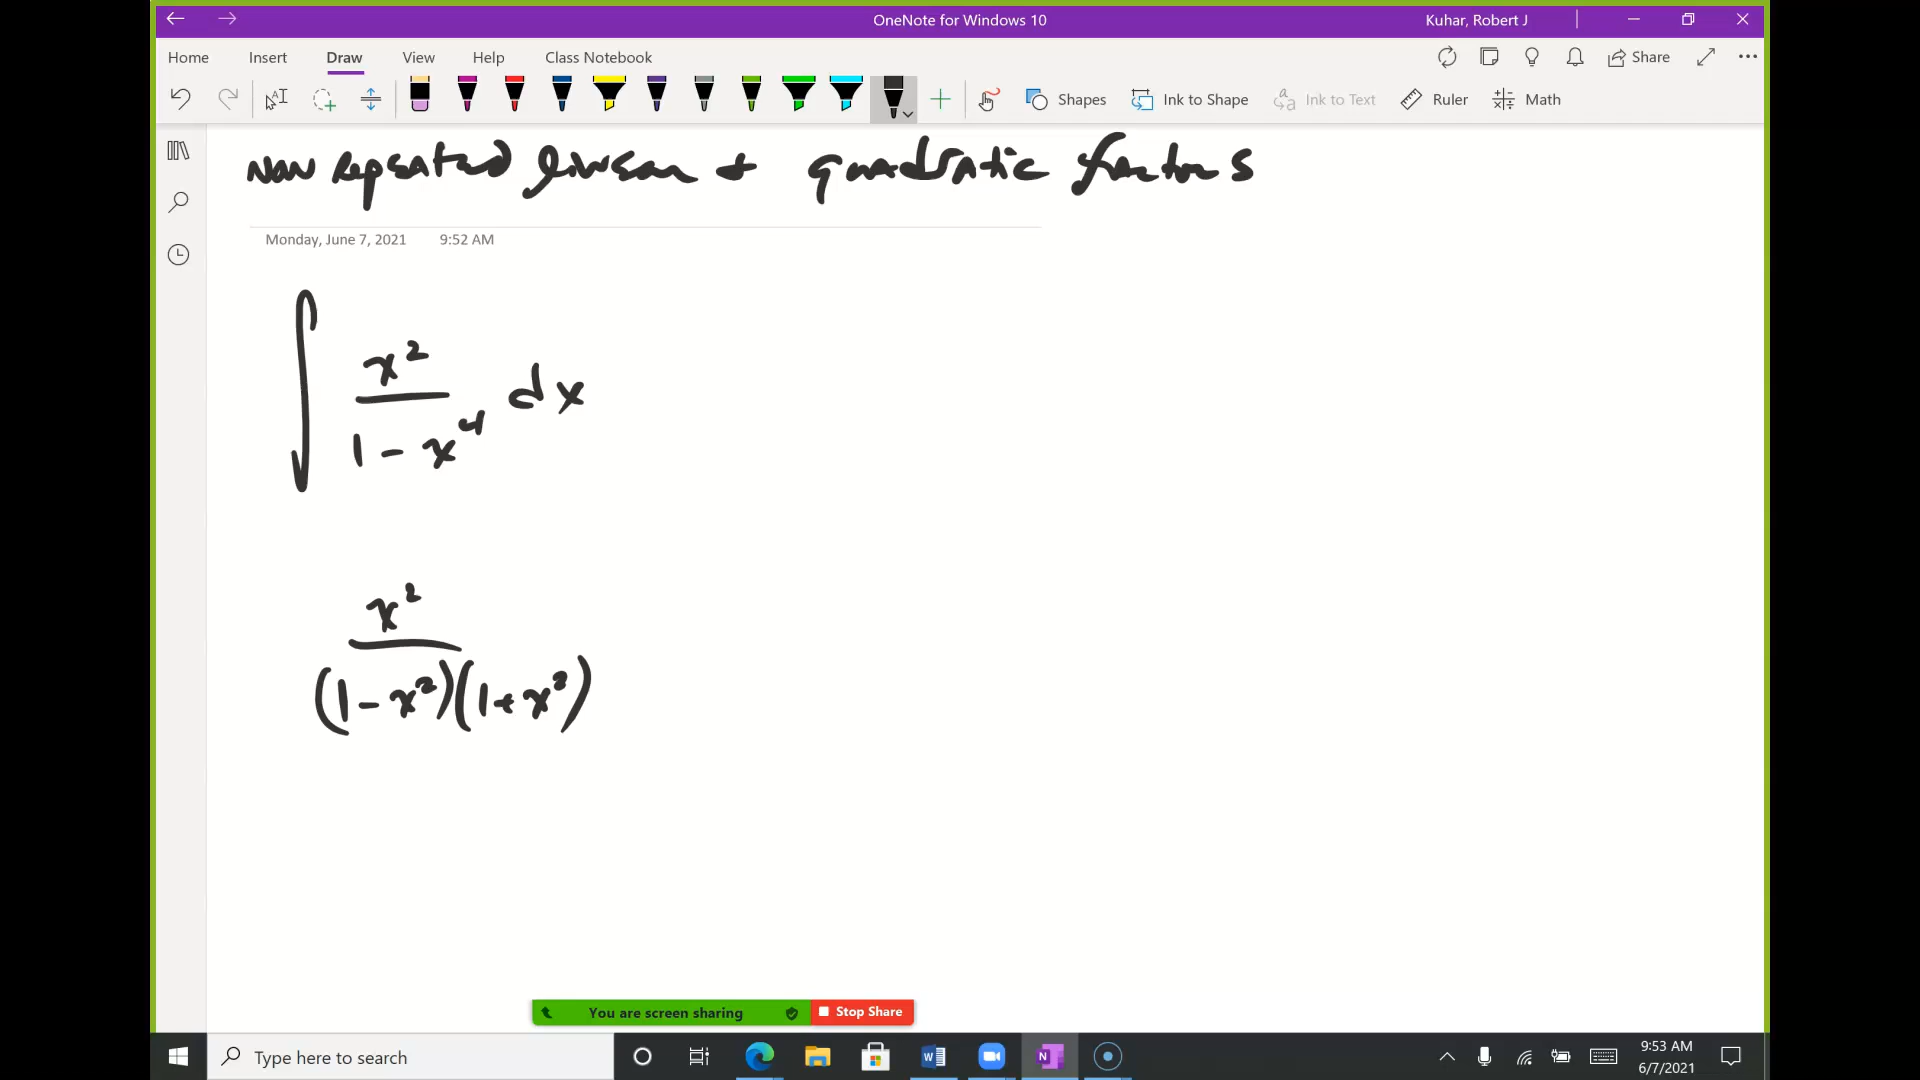 OneNote for Windows 10
Kuhar, Robert J
Home Insert Draw View Help Class Notebook Share
Shapes Ink to Shape Ink to Text Ruler Math
Non Repeated linear + quadratic factors
Monday, June 7, 2021 9:52 AM
∫ x² / (1 - x⁴) dx
x² / (1 - x²)(1 + x²)
You are screen sharing Stop Share
Type here to search
9:53 AM
6/7/2021